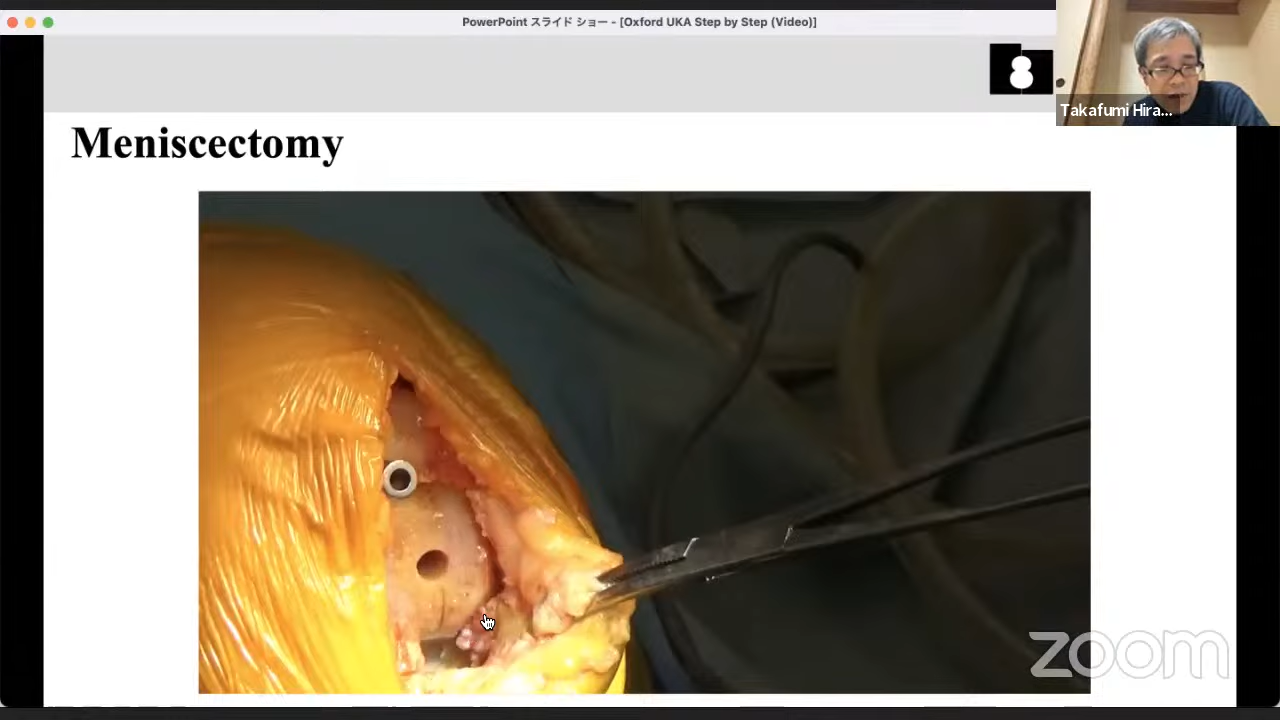 PowerPoint スライド ショー - [Oxford UKA Step by Step (Video)]
Takafumi Hira...
Meniscectomy
zoom